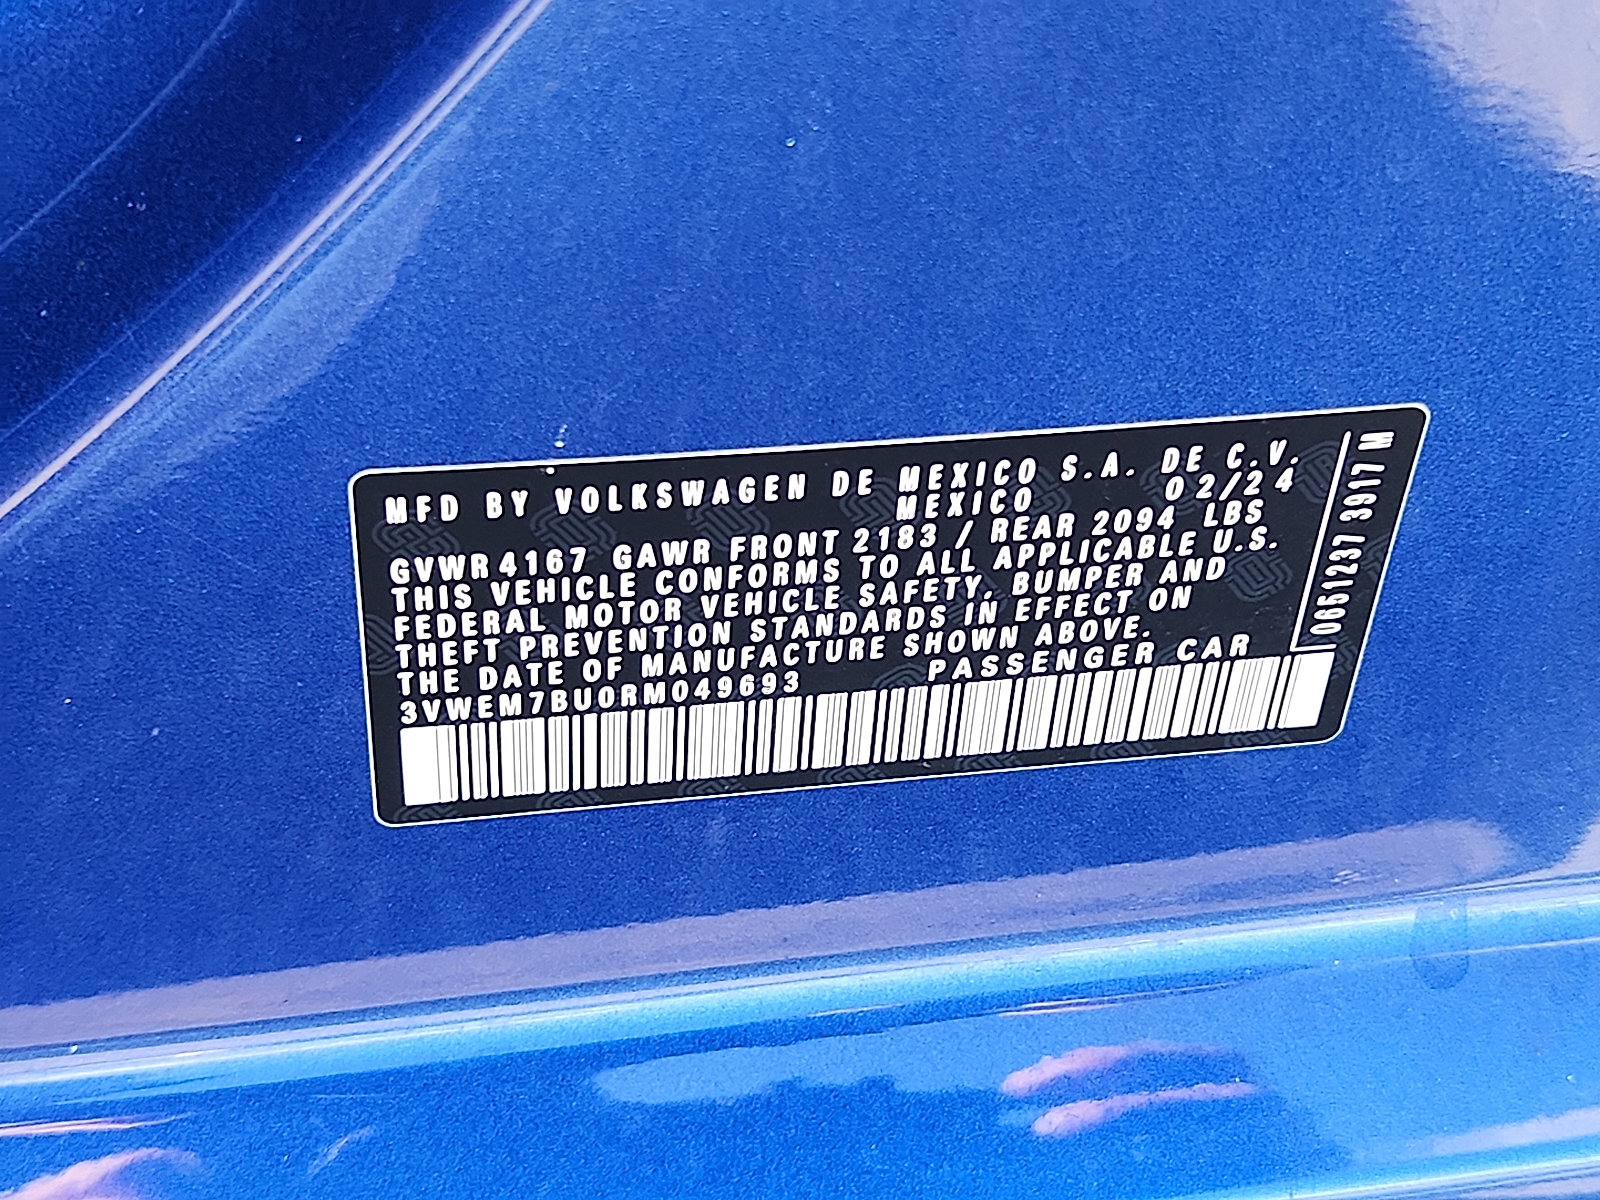 MFD BY VOLKSWAGEN DE MEXICO S.A. DE C.V.
MEXICO 02/24
GVWR 4167 GAWR FRONT 2183 / REAR 2094 LBS
THIS VEHICLE CONFORMS TO ALL APPLICABLE U.S.
FEDERAL MOTOR VEHICLE SAFETY, BUMPER AND
THEFT PREVENTION STANDARDS IN EFFECT ON
THE DATE OF MANUFACTURE SHOWN ABOVE.
3VWEM7BU0RM049693 PASSENGER CAR